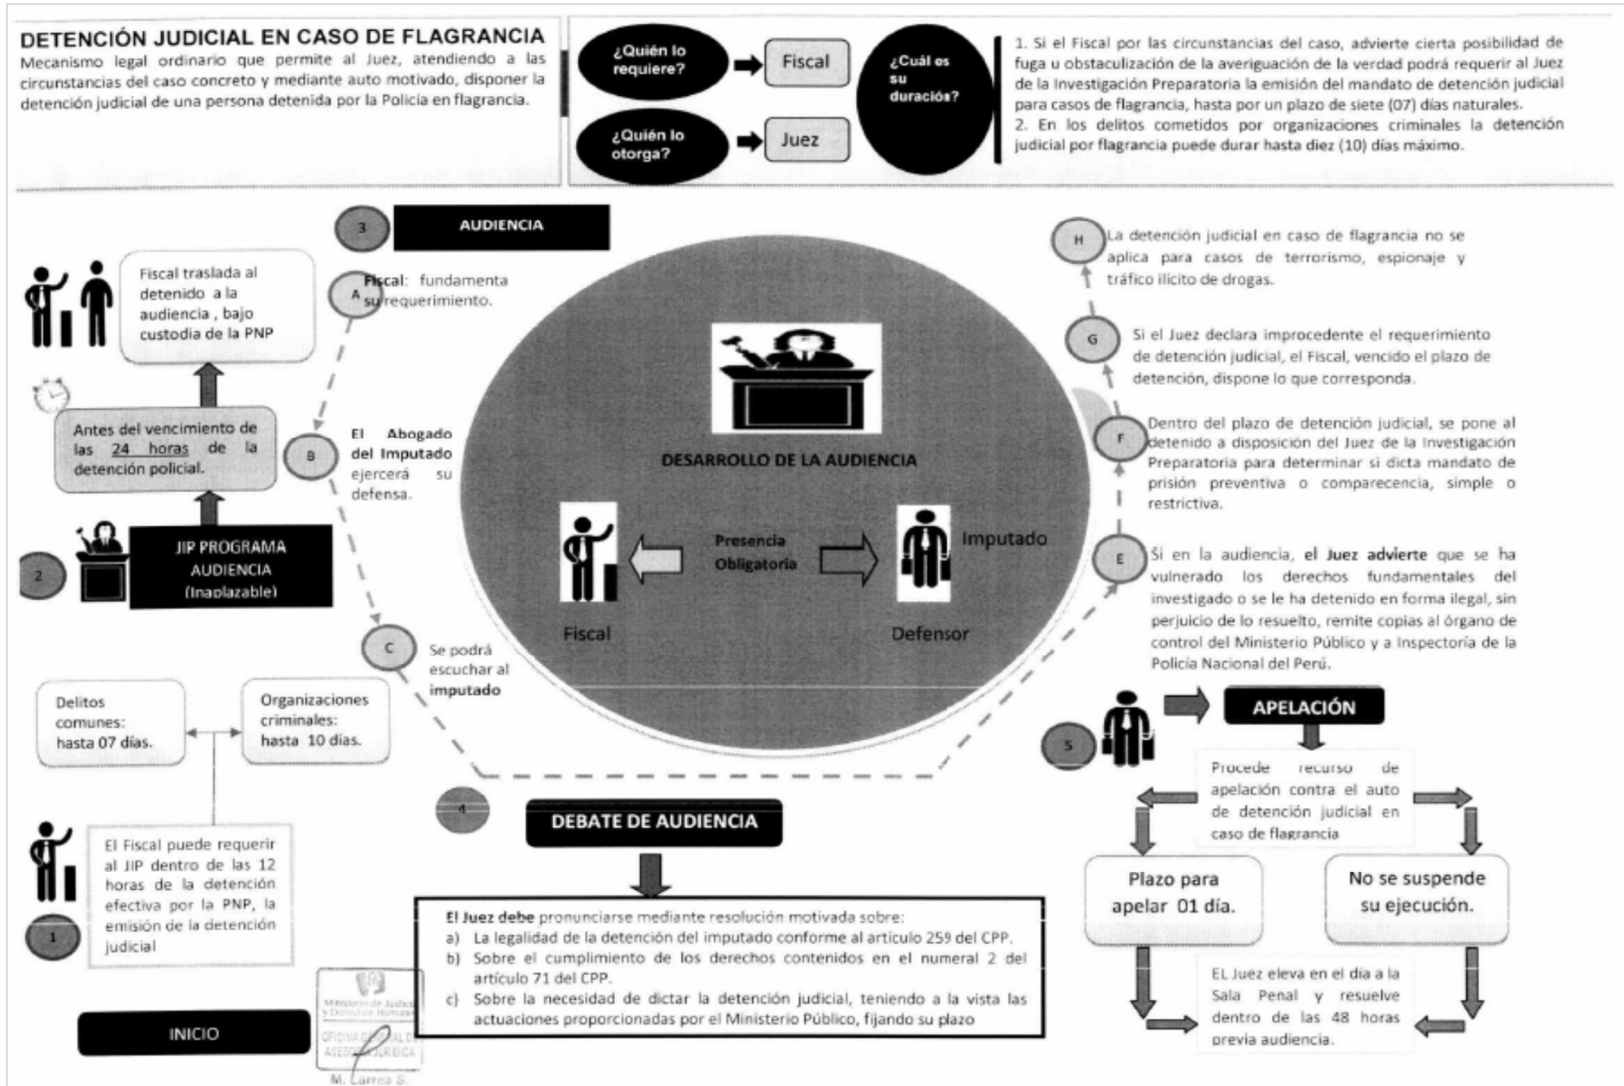 DETENCIÓN JUDICIAL EN CASO DE FLAGRANCIA
Mecanismo legal ordinario que permite al Juez, atendiendo a las
circunstancias del caso concreto y mediante auto motivado, disponer la
detención judicial de una persona detenida por la Policía en flagrancia.
¿Quién lo
requiere?
Fiscal
¿Quién lo
otorga?
Juez
¿Cuál es
su
duración?
1. Si el Fiscal por las circunstancias del caso, advierte cierta posibilidad de
fuga u obstaculización de la averiguación de la verdad podrá requerir al Juez
de la Investigación Preparatoria la emisión del mandato de detención judicial
para casos de flagrancia, hasta por un plazo de siete (07) días naturales.
2. En los delitos cometidos por organizaciones criminales la detención
judicial por flagrancia puede durar hasta diez (10) días máximo.
3
AUDIENCIA
Fiscal traslada al
detenido a la
audiencia , bajo
custodia de la PNP
Antes del vencimiento de
las 24 horas de la
detención policial.
2
JIP PROGRAMA
AUDIENCIA
(Inaplazable)
Delitos
comunes:
hasta 07 días.
Organizaciones
criminales:
hasta 10 días.
1
El Fiscal puede requerir
al JIP dentro de las 12
horas de la detención
efectiva por la PNP, la
emisión de la detención
judicial
INICIO
Ministerio de Justicia
y Derechos Humanos
OFICINA GENERAL DE
ASESORÍA JURÍDICA
M. Larrea S.
A
Fiscal: fundamenta
su requerimiento.
B
El Abogado
del Imputado
ejercerá su
defensa.
C
Se podrá
escuchar al
imputado
DESARROLLO DE LA AUDIENCIA
Presencia
Obligatoria
Imputado
Fiscal
Defensor
4
DEBATE DE AUDIENCIA
El Juez debe pronunciarse mediante resolución motivada sobre:
a) La legalidad de la detención del imputado conforme al artículo 259 del CPP.
b) Sobre el cumplimiento de los derechos contenidos en el numeral 2 del
artículo 71 del CPP.
c) Sobre la necesidad de dictar la detención judicial, teniendo a la vista las
actuaciones proporcionadas por el Ministerio Público, fijando su plazo
H
La detención judicial en caso de flagrancia no se
aplica para casos de terrorismo, espionaje y
tráfico ilícito de drogas.
G
Si el Juez declara improcedente el requerimiento
de detención judicial, el Fiscal, vencido el plazo de
detención, dispone lo que corresponda.
F
Dentro del plazo de detención judicial, se pone al
detenido a disposición del Juez de la Investigación
Preparatoria para determinar si dicta mandato de
prisión preventiva o comparecencia, simple o
restrictiva.
E
Si en la audiencia, el Juez advierte que se ha
vulnerado los derechos fundamentales del
investigado o se le ha detenido en forma ilegal, sin
perjuicio de lo resuelto, remite copias al órgano de
control del Ministerio Público y a Inspectoría de la
Policía Nacional del Perú.
5
APELACIÓN
Procede recurso de
apelación contra el auto
de detención judicial en
caso de flagrancia
Plazo para
apelar 01 día.
No se suspende
su ejecución.
EL Juez eleva en el día a la
Sala Penal y resuelve
dentro de las 48 horas
previa audiencia.